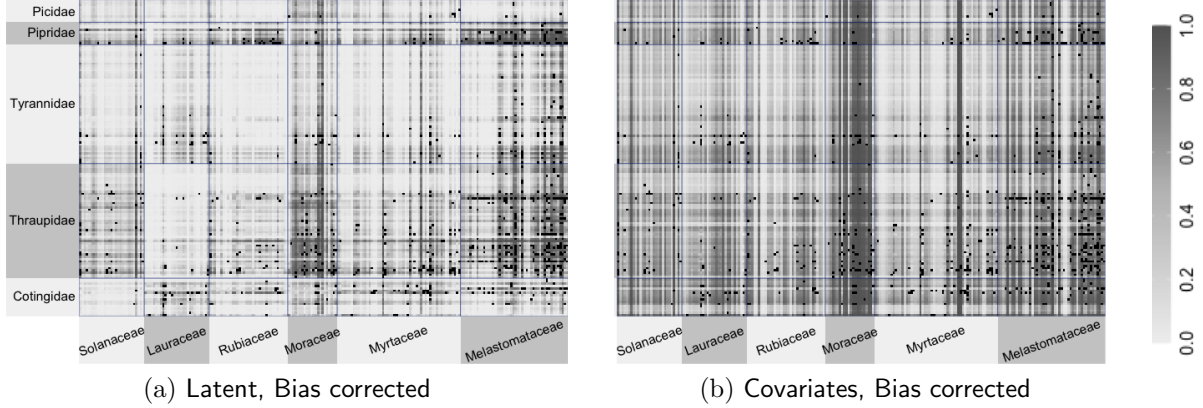 Picidae
Pipridae
Tyrannidae
Thraupidae
Cotingidae
Solanaceae
Lauraceae
Rubiaceae
Moraceae
Myrtaceae
Melastomataceae
(a) Latent, Bias corrected
Solanaceae
Lauraceae
Rubiaceae
Moraceae
Myrtaceae
Melastomataceae
(b) Covariates, Bias corrected
1.0
0.8
0.6
0.4
0.2
0.0